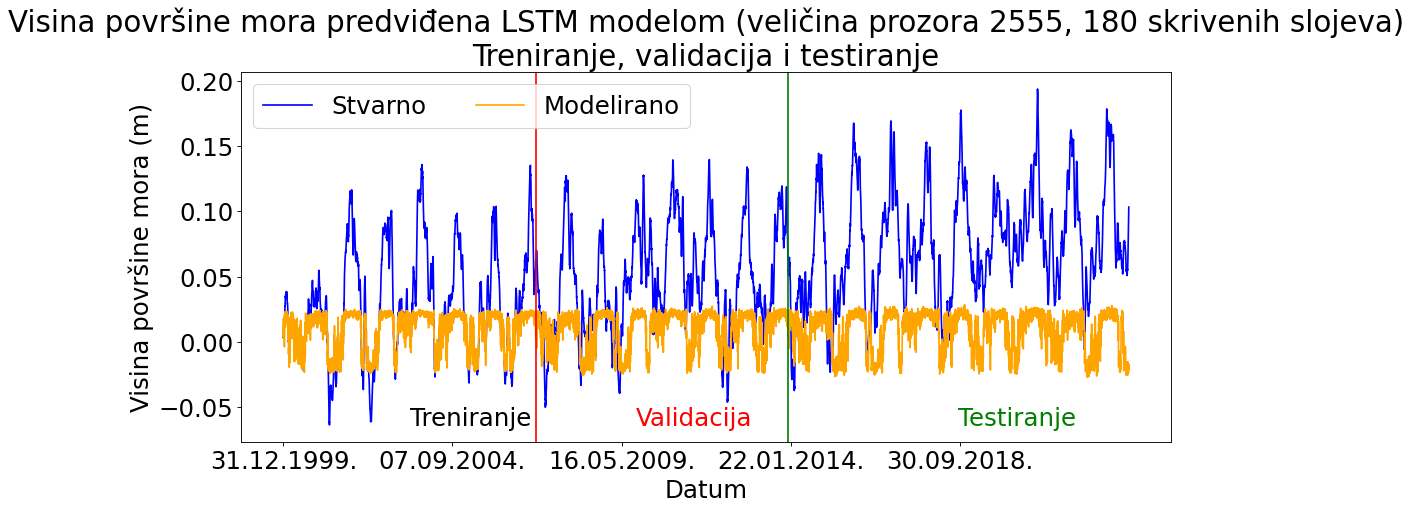 Visina površine mora predviđena LSTM modelom (veličina prozora 2555, 180 skrivenih slojeva)
Treniranje, validacija i testiranje
Stvarno
Modelirano
Visina površine mora (m)
0.20
0.15
0.10
0.05
0.00
−0.05
Treniranje
Validacija
Testiranje
31.12.1999.
07.09.2004.
16.05.2009.
22.01.2014.
30.09.2018.
Datum